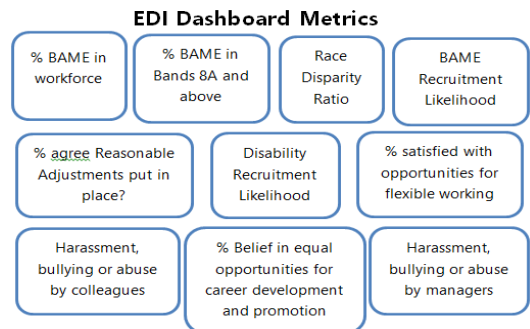 EDI Dashboard Metrics
% BAME in
workforce
% BAME in
Bands 8A and
above
Race
Disparity
Ratio
BAME
Recruitment
Likelihood
% agree Reasonable
Adjustments put in
place?
Disability
Recruitment
Likelihood
% satisfied with
opportunities for
flexible working
Harassment,
bullying or abuse
by colleagues
% Belief in equal
opportunities for
career development
and promotion
Harassment,
bullying or abuse
by managers